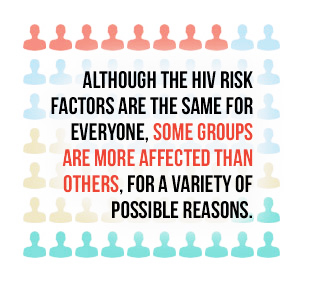 ALTHOUGH THE HIV RISK
FACTORS ARE THE SAME FOR
EVERYONE, SOME GROUPS
ARE MORE AFFECTED THAN
OTHERS, FOR A VARIETY OF
POSSIBLE REASONS.